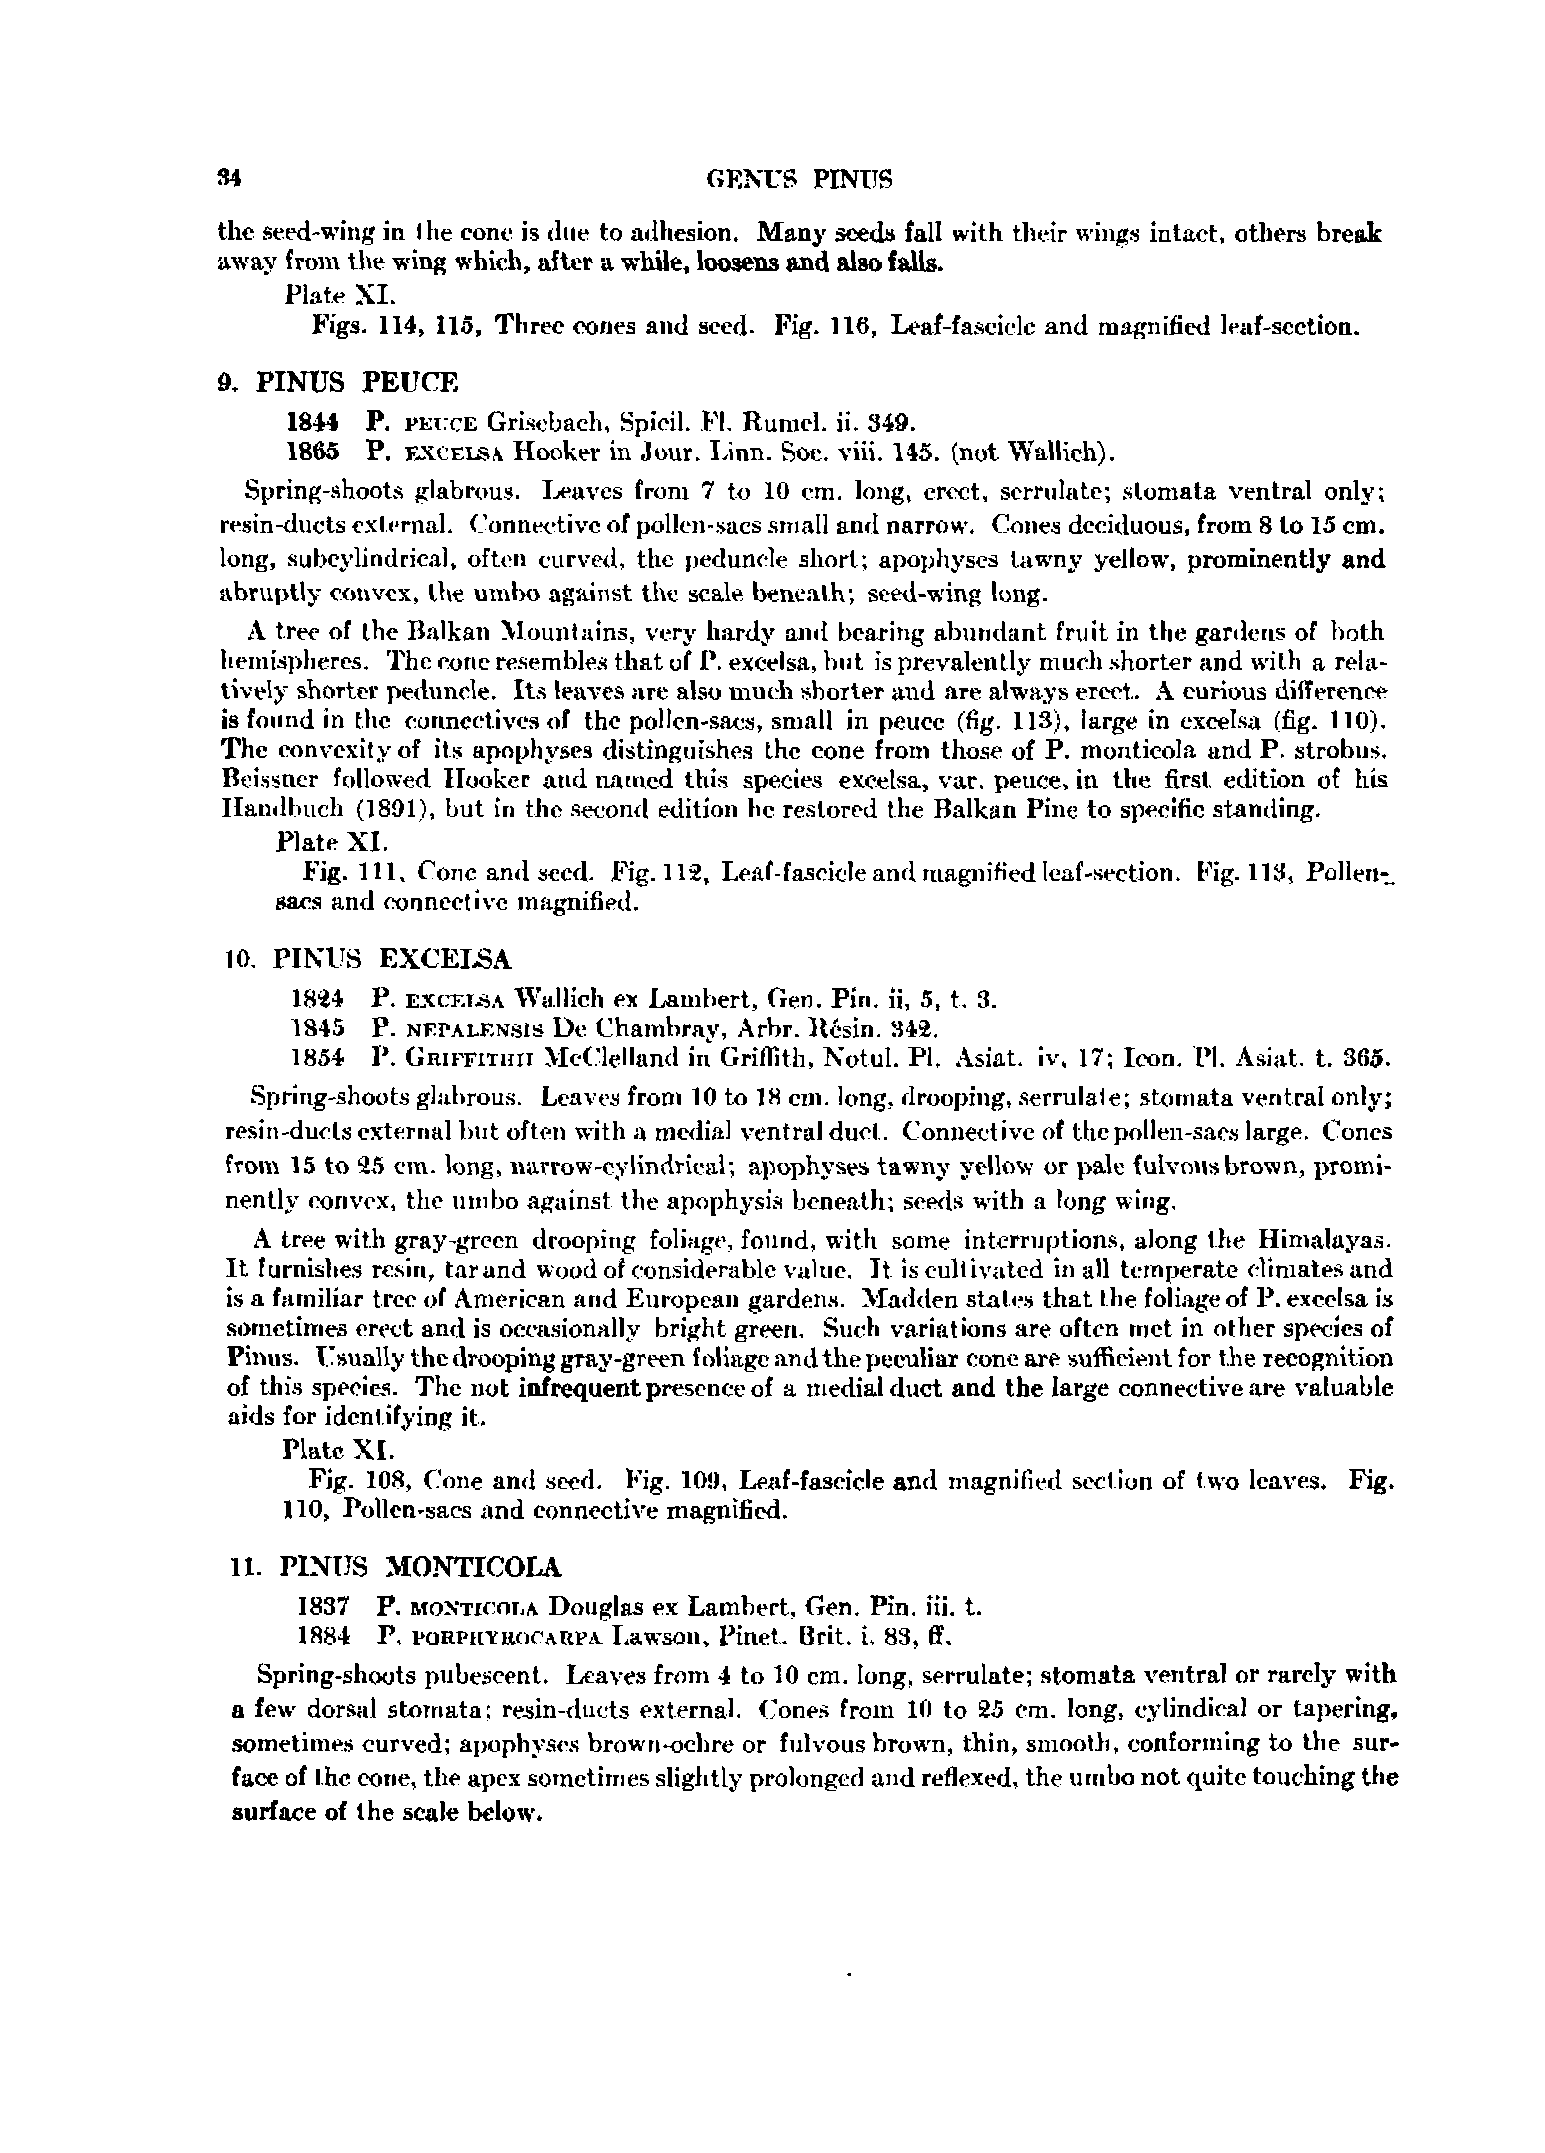 34 GENUS PINUS
the seed-wing in the cone is due to adhesion. Many seeds fall with their wings intact, others break
away from the wing which, after a while, loosens and also falls.
Plate XI.
Figs. 114, 115, Three cones and seed. Fig. 116, Leaf-fascicle and magnified leaf-section.
9. PINUS PEUCE
1844 P. PEUCE Grisebach, Spicil. Fl. Rumel. ii. 349.
1865 P. EXCELSA Hooker in Jour. Linn. Soc. viii. 145. (not Wallich).
Spring-shoots glabrous. Leaves from 7 to 10 cm. long, erect, serrulate; stomata ventral only;
resin-ducts external. Connective of pollen-sacs small and narrow. Cones deciduous, from 8 to 15 cm.
long, subcylindrical, often curved, the peduncle short; apophyses tawny yellow, prominently and
abruptly convex, the umbo against the scale beneath; seed-wing long.
A tree of the Balkan Mountains, very hardy and bearing abundant fruit in the gardens of both
hemispheres. The cone resembles that of P. excelsa, but is prevalently much shorter and with a rela-
tively shorter peduncle. Its leaves are also much shorter and are always erect. A curious difference
is found in the connectives of the pollen-sacs, small in peuce (fig. 113), large in excelsa (fig. 110).
The convexity of its apophyses distinguishes the cone from those of P. monticola and P. strobus.
Beissner followed Hooker and named this species excelsa, var. peuce, in the first edition of his
Handbuch (1891), but in the second edition he restored the Balkan Pine to specific standing.
Plate XI.
Fig. 111, Cone and seed. Fig. 112, Leaf-fascicle and magnified leaf-section. Fig. 113, Pollen-
sacs and connective magnified.
10. PINUS EXCELSA
1824 P. EXCELSA Wallich ex Lambert, Gen. Pin. ii, 5, t. 3.
1845 P. NEPALENSIS De Chambray, Arbr. Résin. 342.
1854 P. GRIFFITHII McClelland in Griffith, Notul. Pl. Asiat. iv, 17; Icon. Pl. Asiat. t. 365.
Spring-shoots glabrous. Leaves from 10 to 18 cm. long, drooping, serrulate; stomata ventral only;
resin-ducts external but often with a medial ventral duct. Connective of the pollen-sacs large. Cones
from 15 to 25 cm. long, narrow-cylindrical; apophyses tawny yellow or pale fulvous brown, promi-
nently convex, the umbo against the apophysis beneath; seeds with a long wing.
A tree with gray-green drooping foliage, found, with some interruptions, along the Himalayas.
It furnishes resin, tar and wood of considerable value. It is cultivated in all temperate climates and
is a familiar tree of American and European gardens. Madden states that the foliage of P. excelsa is
sometimes erect and is occasionally bright green. Such variations are often met in other species of
Pinus. Usually the drooping gray-green foliage and the peculiar cone are sufficient for the recognition
of this species. The not infrequent presence of a medial duct and the large connective are valuable
aids for identifying it.
Plate XI.
Fig. 108, Cone and seed. Fig. 109, Leaf-fascicle and magnified section of two leaves. Fig.
110, Pollen-sacs and connective magnified.
11. PINUS MONTICOLA
1837 P. MONTICOLA Douglas ex Lambert, Gen. Pin. iii. t.
1884 P. PORPHYROCARPA Lawson, Pinet. Brit. i. 83, ff.
Spring-shoots pubescent. Leaves from 4 to 10 cm. long, serrulate; stomata ventral or rarely with
a few dorsal stomata; resin-ducts external. Cones from 10 to 25 cm. long, cylindical or tapering,
sometimes curved; apophyses brown-ochre or fulvous brown, thin, smooth, conforming to the sur-
face of the cone, the apex sometimes slightly prolonged and reflexed, the umbo not quite touching the
surface of the scale below.